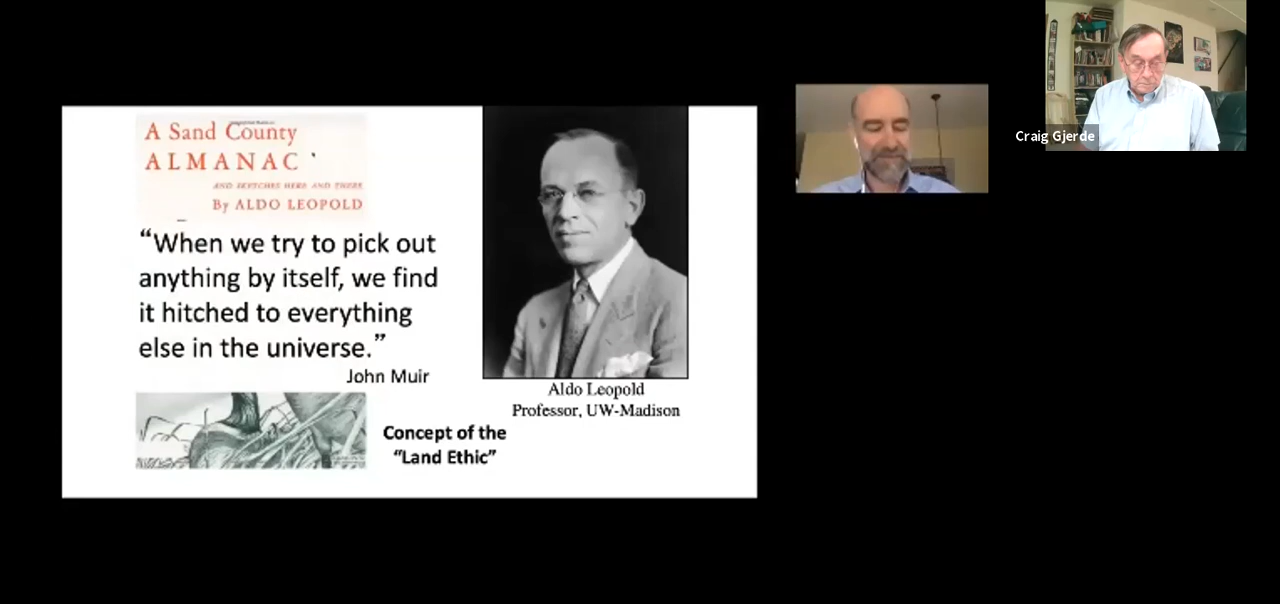 A Sand County
ALMANAC
AND SKETCHES HERE AND THERE
By ALDO LEOPOLD
“When we try to pick out
anything by itself, we find
it hitched to everything
else in the universe.”
John Muir
Aldo Leopold
Professor, UW-Madison
Concept of the
“Land Ethic”
Craig Gjerde